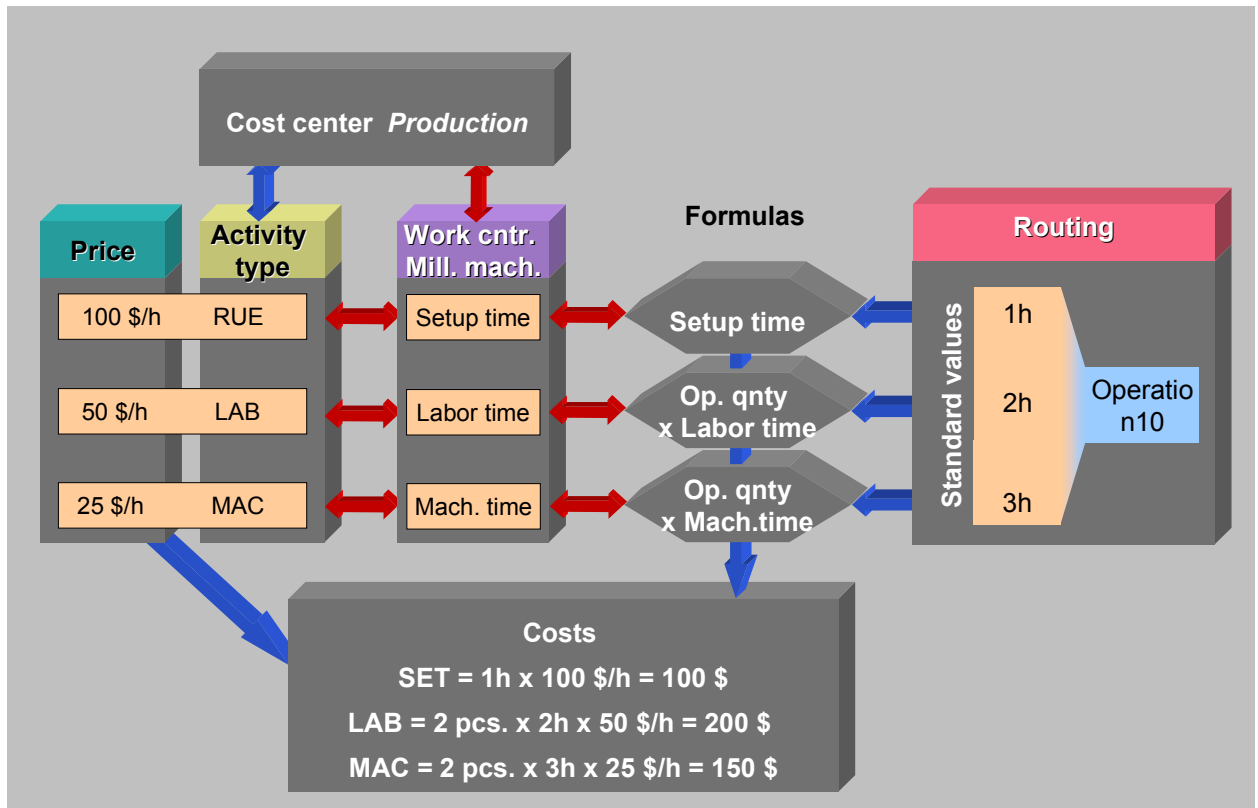 Cost center Production
Price
Activity
type
Work cntr.
Mill. mach.
Formulas
Routing
100 $/h
RUE
Setup time
Setup time
1h
50 $/h
LAB
Labor time
Op. qnty
x Labor time
2h
25 $/h
MAC
Mach. time
Op. qnty
x Mach.time
3h
Standard values
Operatio
n10
Costs
SET = 1h x 100 $/h = 100 $
LAB = 2 pcs. x 2h x 50 $/h = 200 $
MAC = 2 pcs. x 3h x 25 $/h = 150 $